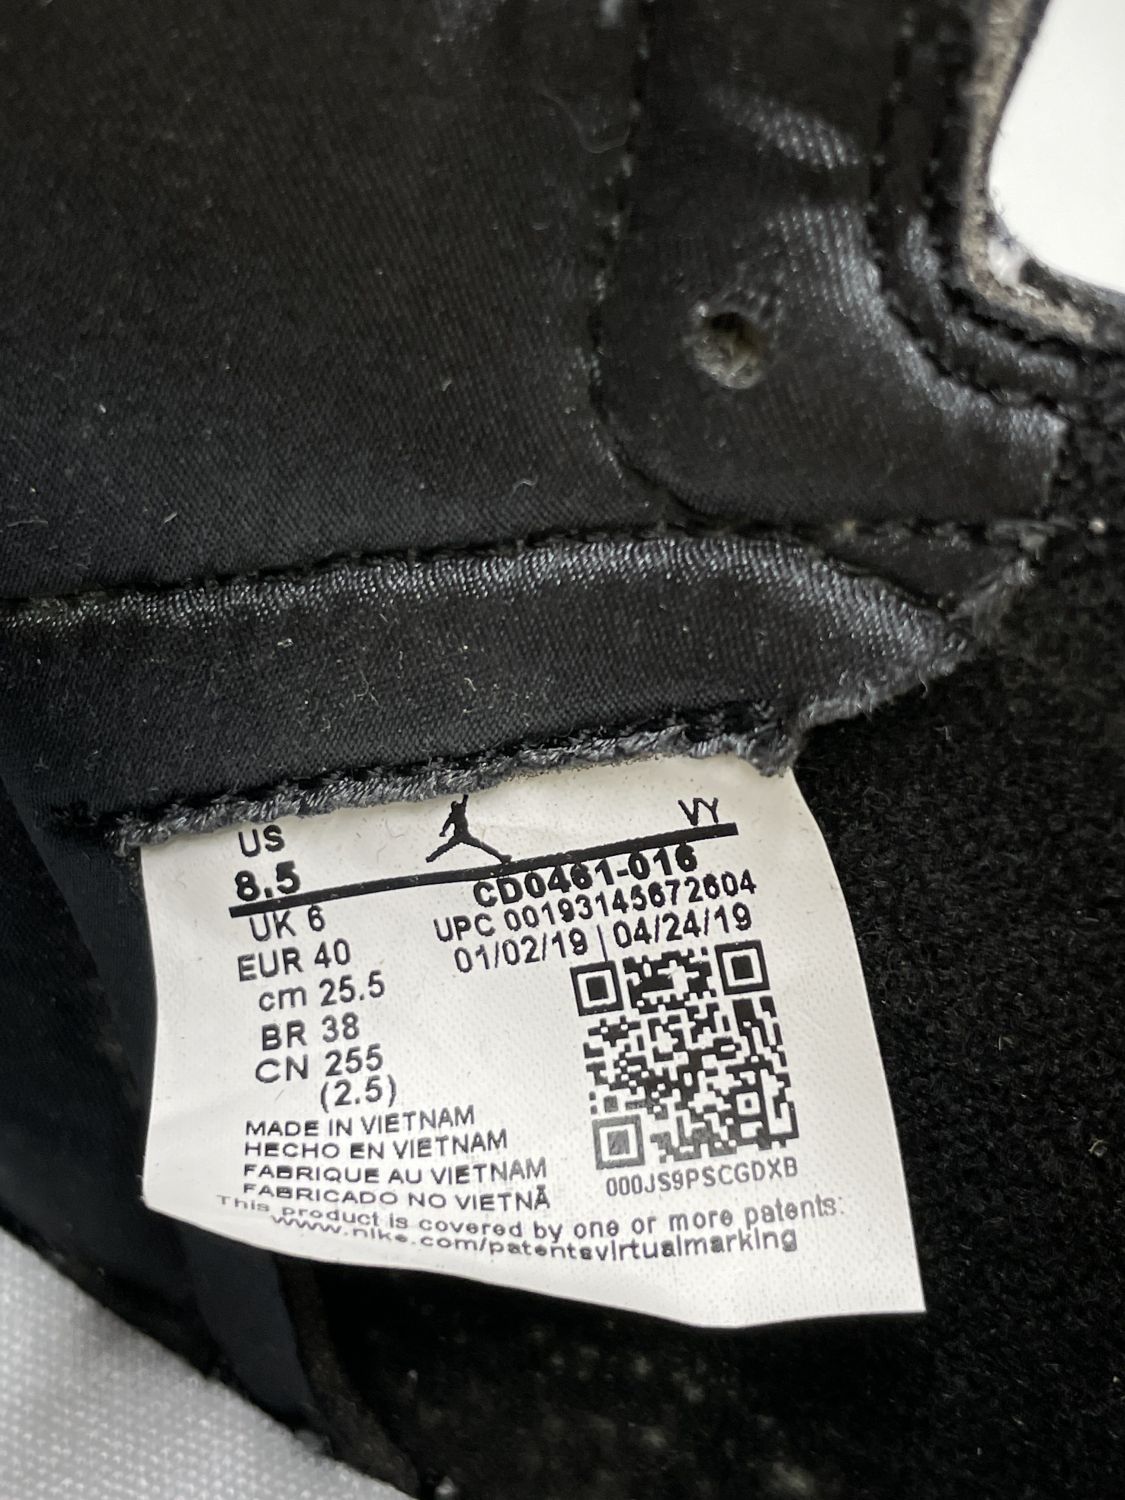 US
8.5
UK 6
EUR 40
cm 25.5
BR 38
CN 255
(2.5)
VY
CD0461-016
UPC 00193145672604
01/02/19 | 04/24/19
000JS9PSCGDXB
MADE IN VIETNAM
HECHO EN VIETNAM
FABRIQUE AU VIETNAM
FABRICADO NO VIETNÃ
This product is covered by one or more patents:
www.nike.com/patentsvirtualmarking